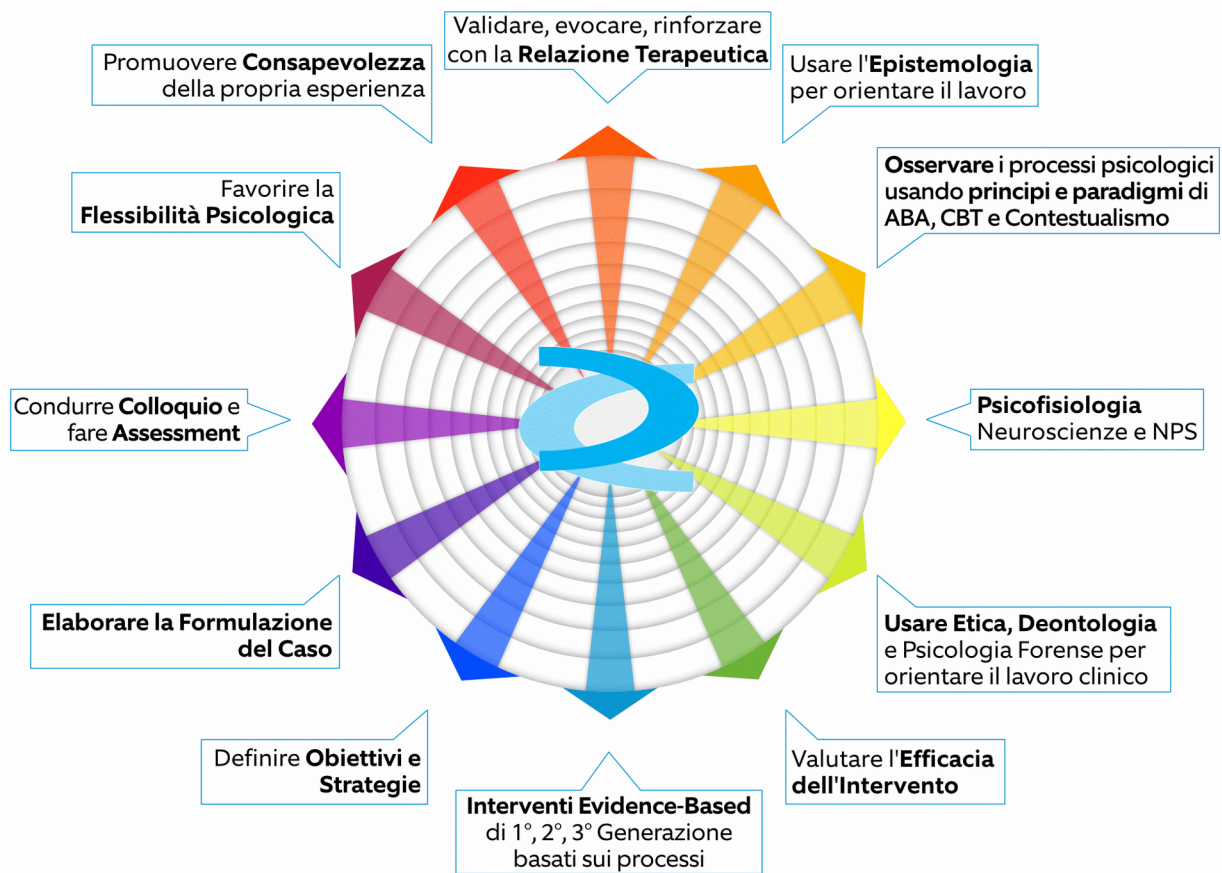 Validare, evocare, rinforzare
con la Relazione Terapeutica
Usare l'Epistemologia
per orientare il lavoro
Osservare i processi psicologici
usando principi e paradigmi di
ABA, CBT e Contestualismo
Psicofisiologia
Neuroscienze e NPS
Usare Etica, Deontologia
e Psicologia Forense per
orientare il lavoro clinico
Valutare l'Efficacia
dell'Intervento
Interventi Evidence-Based
di 1°, 2°, 3° Generazione
basati sui processi
Definire Obiettivi e
Strategie
Elaborare la Formulazione
del Caso
Condurre Colloquio e
fare Assessment
Favorire la
Flessibilità Psicologica
Promuovere Consapevolezza
della propria esperienza